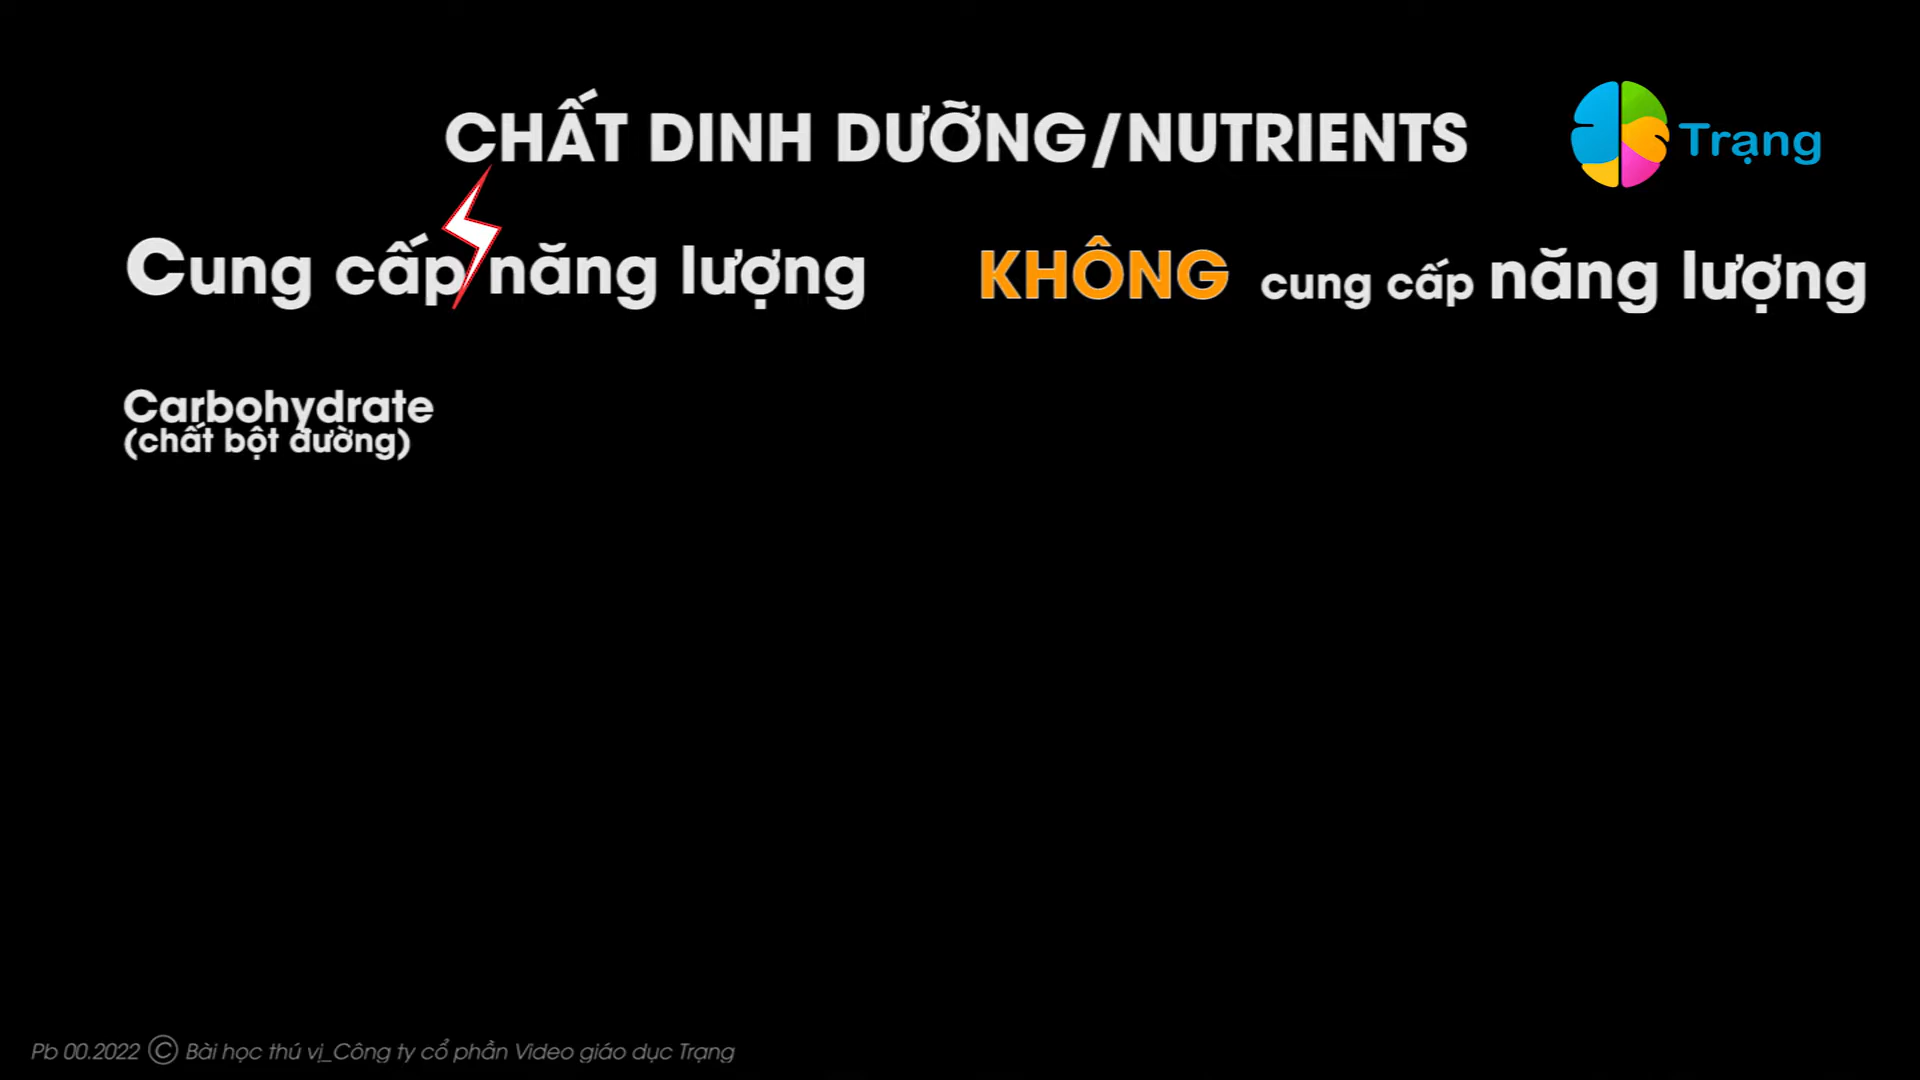 CHẤT DINH DƯỠNG/NUTRIENTS
Trạng
Cung cấp năng lượng
KHÔNG cung cấp năng lượng
Carbohydrate
(chất bột đường)
Pb 00.2022 © Bài học thú vị_Công ty cổ phần Video giáo dục Trạng